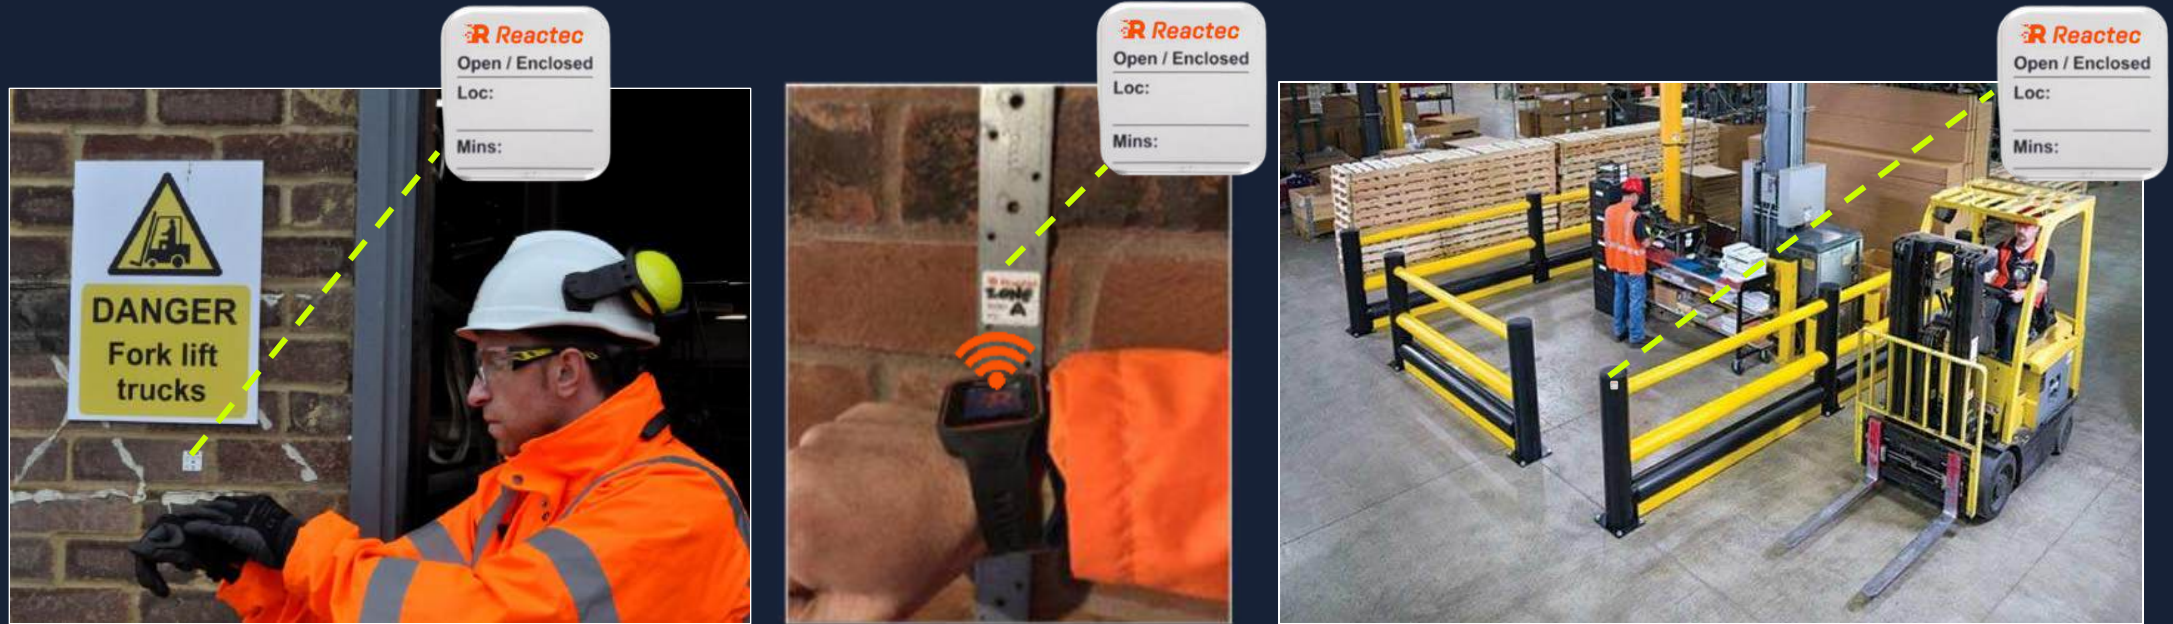 Reactec
Open / Enclosed
Loc:
Mins:
DANGER
Fork lift
trucks
Reactec
Open / Enclosed
Loc:
Mins:
ZONE
A
Reactec
Open / Enclosed
Loc:
Mins: